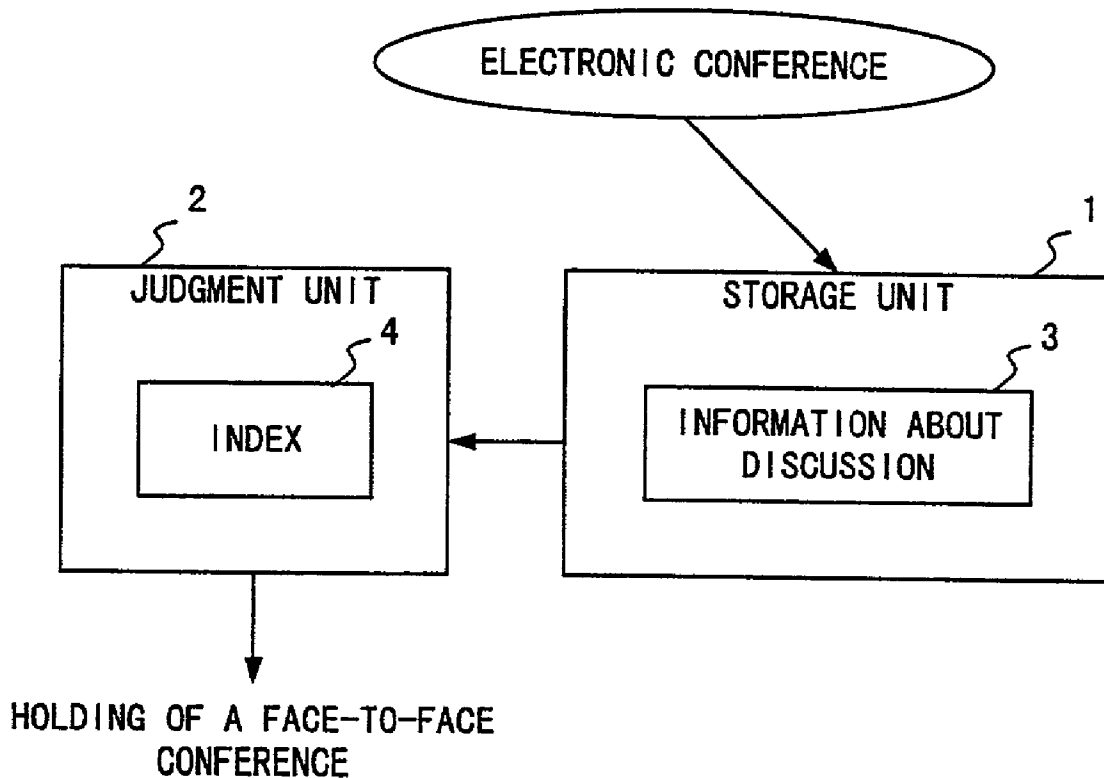 ELECTRONIC CONFERENCE
2
1
JUDGMENT UNIT
STORAGE UNIT
4
3
INDEX
INFORMATION ABOUT
DISCUSSION
HOLDING OF A FACE-TO-FACE
CONFERENCE